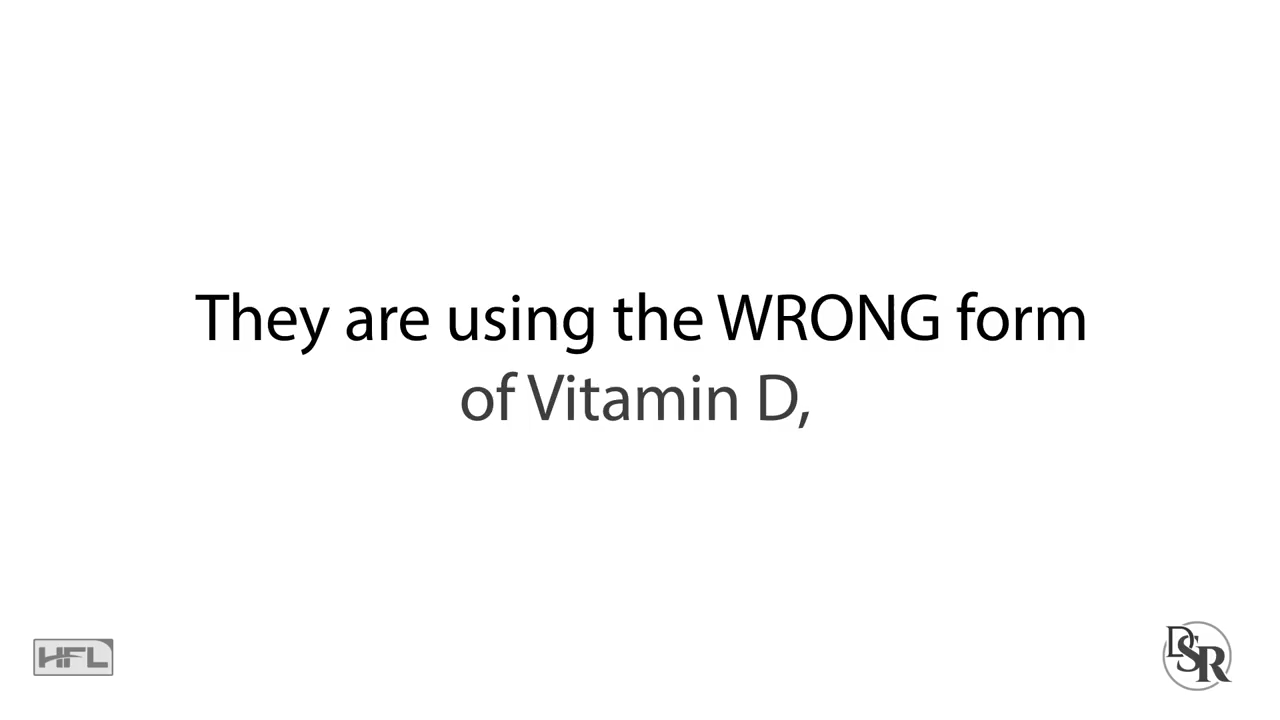 They are using the WRONG form
of Vitamin D,
HFL
DSR